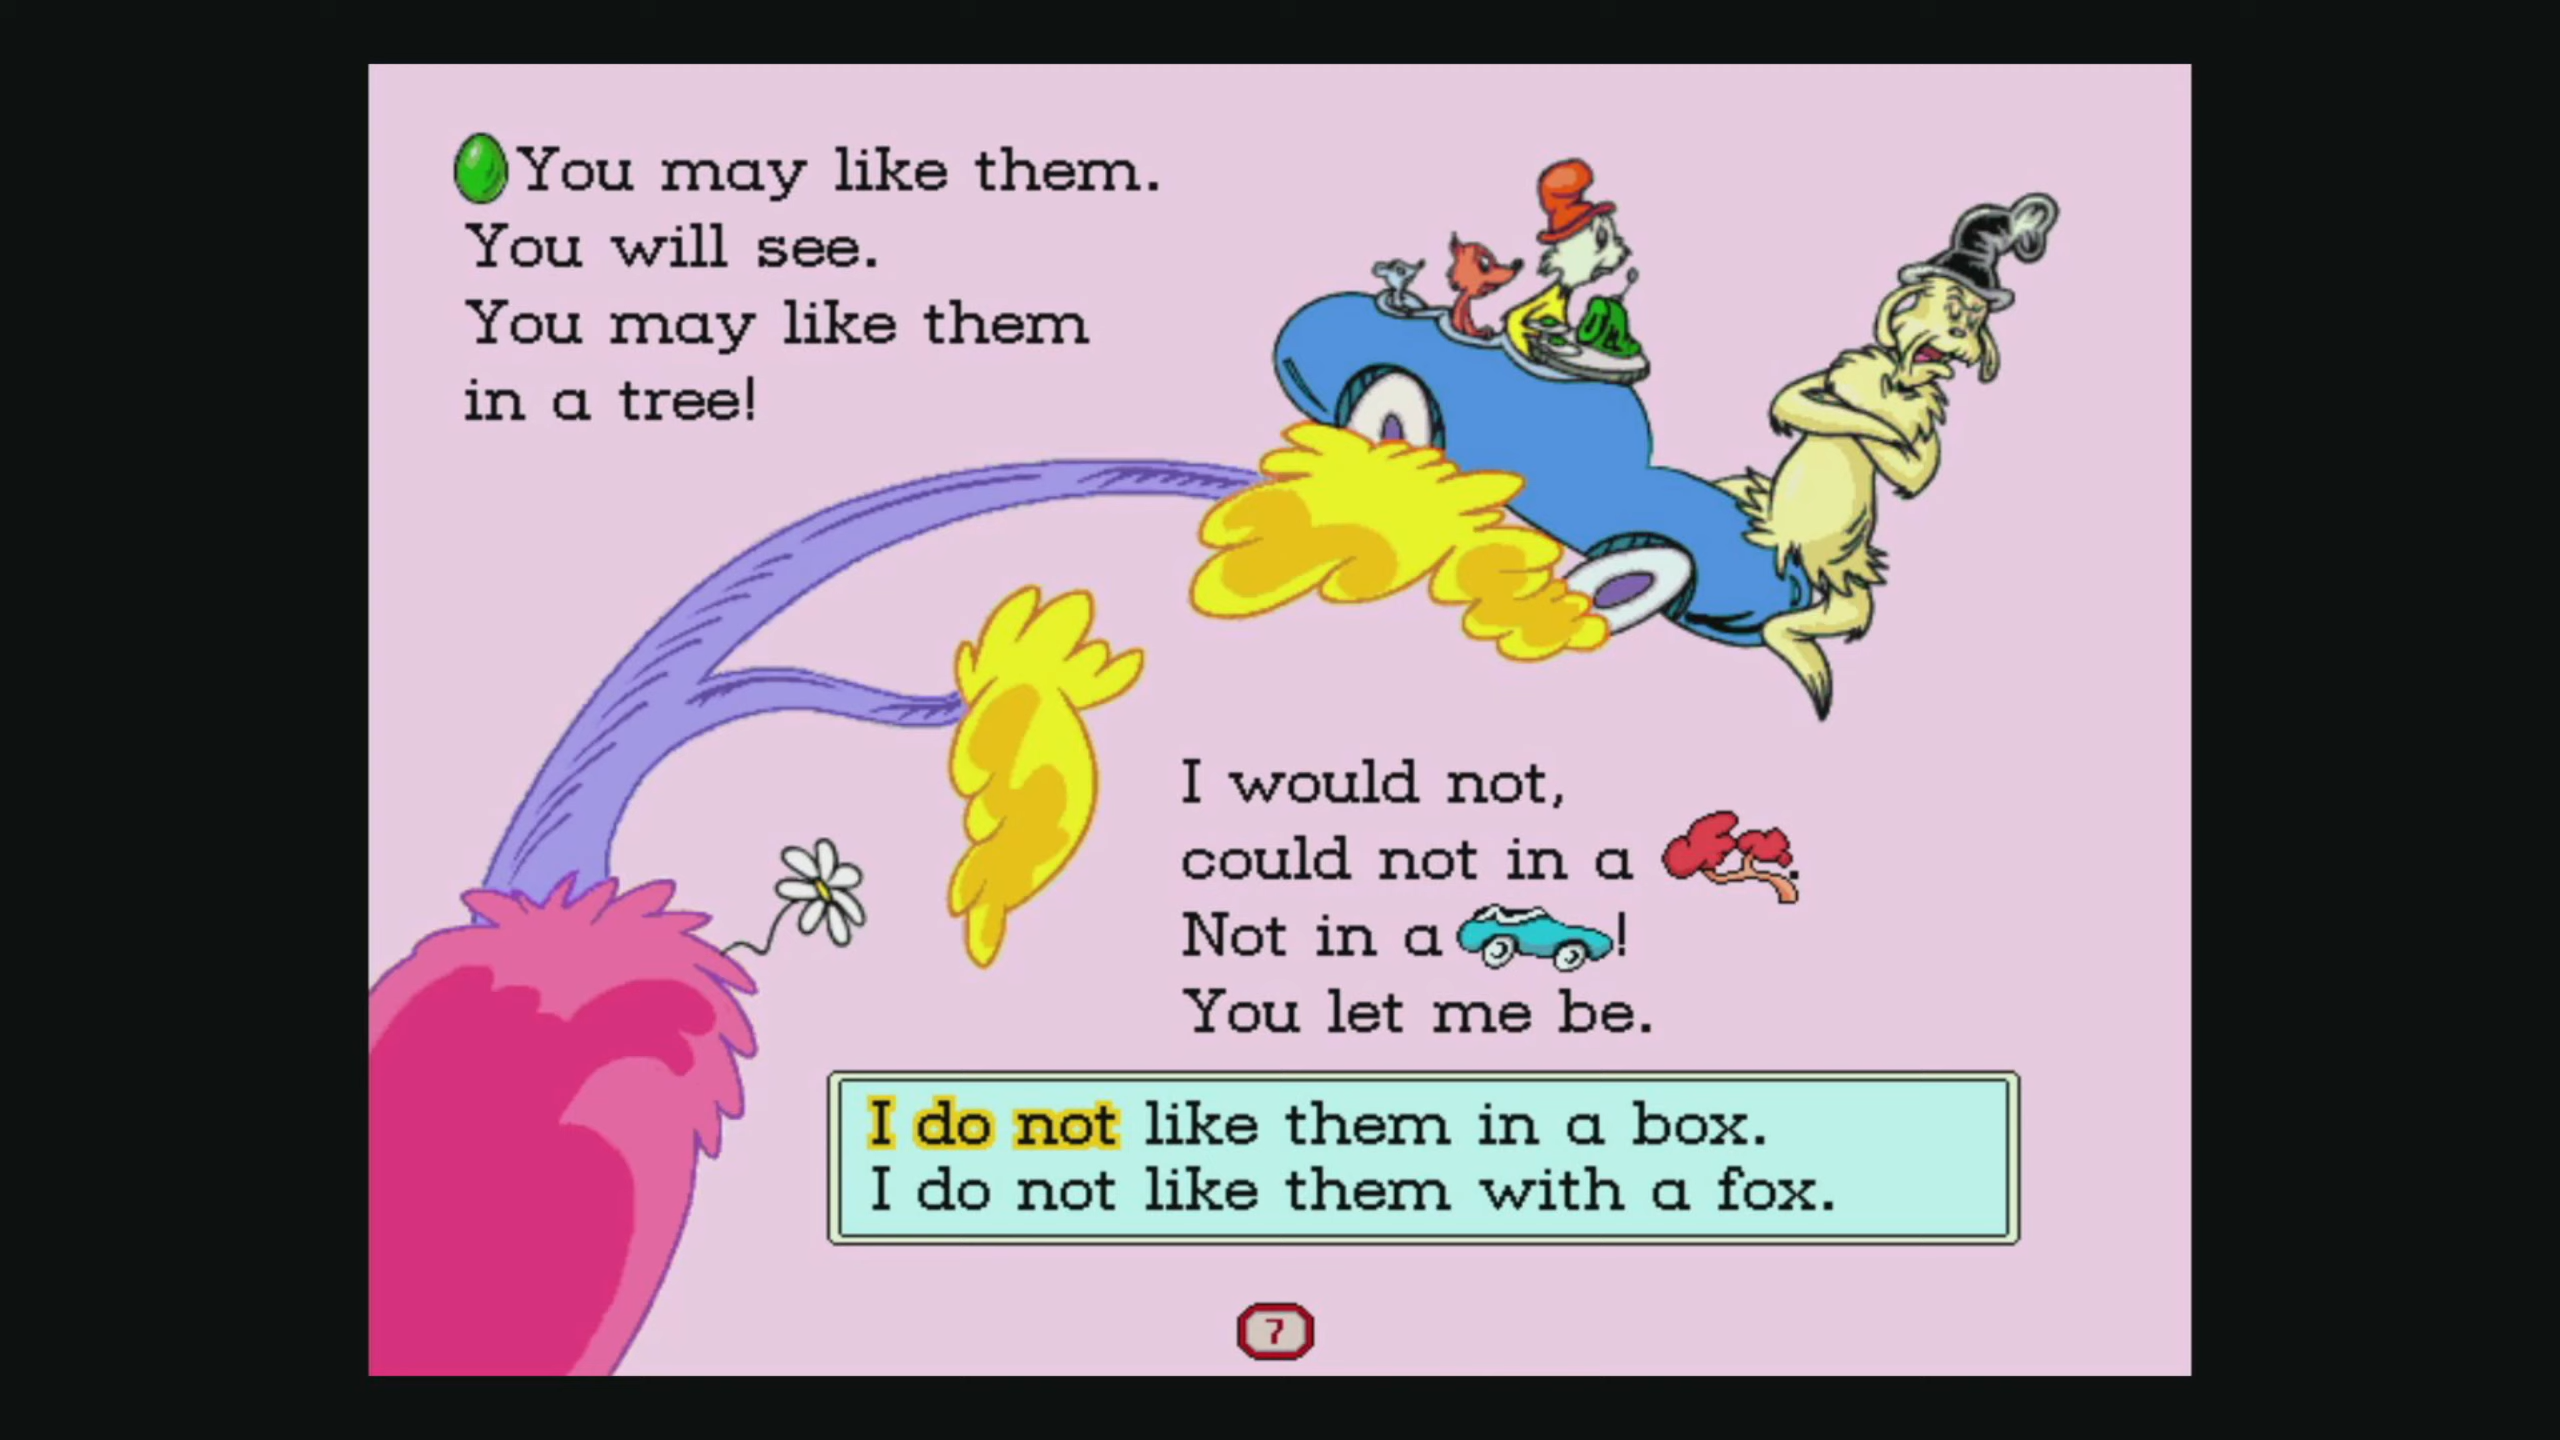 You may like them.
You will see.
You may like them
in a tree!
I would not,
could not in a .
Not in a !
You let me be.
I do not like them in a box.
I do not like them with a fox.
7